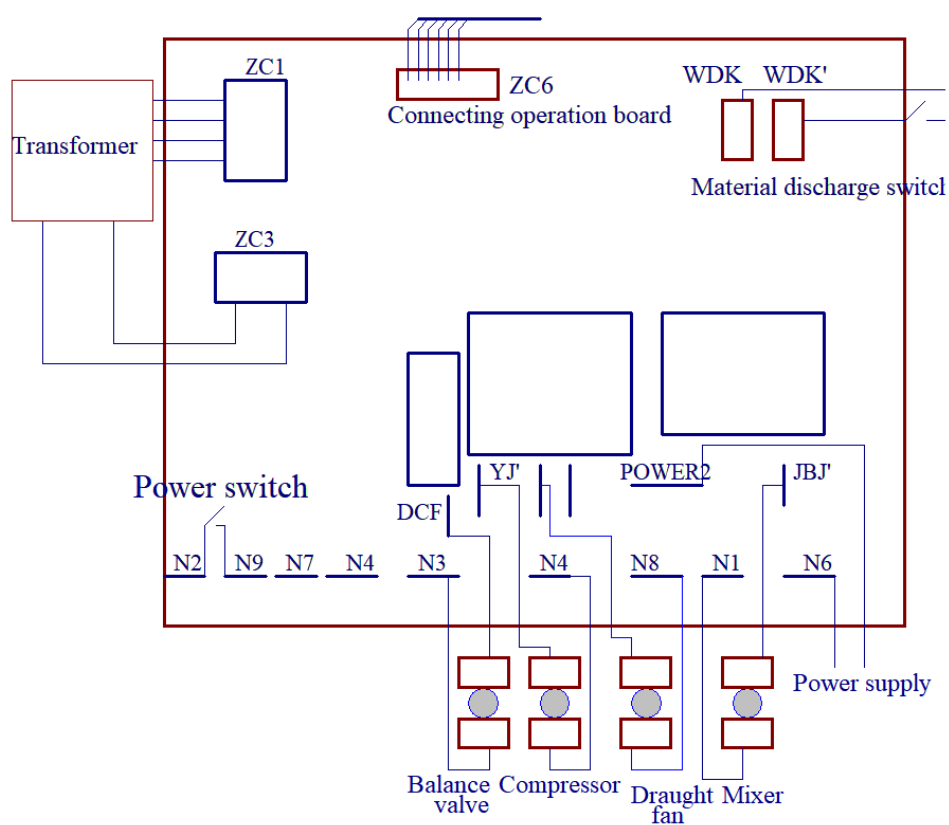 ZC1
ZC6
WDK WDK'
Connecting operation board
Transformer
Material discharge switch
ZC3
Power switch
YJ' POWER2 JBJ'
DCF
N2 N9 N7 N4 N3 N4 N8 N1 N6
Power supply
Balance valve
Compressor
Draught fan
Mixer